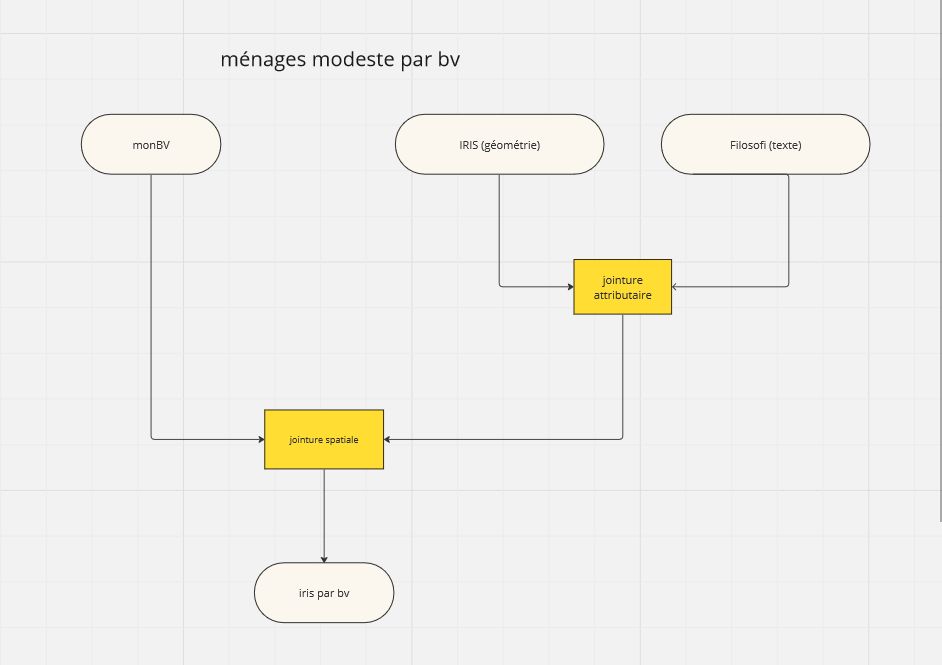 ménages modeste par bv
monBV
IRIS (géométrie)
Filosofi (texte)
jointure
attributaire
jointure spatiale
iris par bv